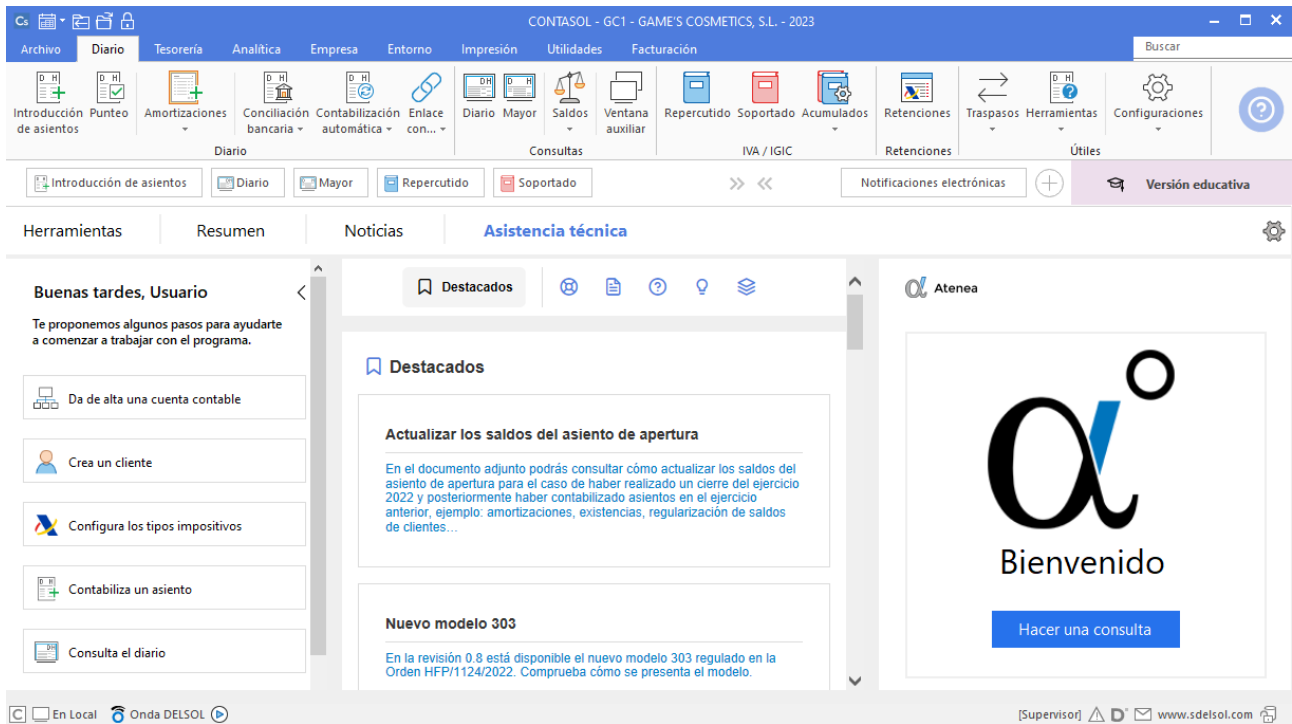 Cs
CONTASOL - GC1 - GAME'S COSMETICS, S.L. - 2023
Archivo Diario Tesorería Analítica Empresa Entorno Impresión Utilidades Facturación Buscar
Introducción de asientos
Punteo
Amortizaciones
Conciliación bancaria
Contabilización automática
Enlace con...
Diario
Mayor
Saldos
Ventana auxiliar
Repercutido
Soportado
Acumulados
Retenciones
Traspasos
Herramientas
Configuraciones
Diario Consultas IVA / IGIC Retenciones Útiles
Introducción de asientos Diario Mayor Repercutido Soportado Notificaciones electrónicas Versión educativa
Herramientas Resumen Noticias Asistencia técnica
Buenas tardes, Usuario
Te proponemos algunos pasos para ayudarte
a comenzar a trabajar con el programa.
Da de alta una cuenta contable
Crea un cliente
Configura los tipos impositivos
Contabiliza un asiento
Consulta el diario
Destacados
Destacados
Actualizar los saldos del asiento de apertura
En el documento adjunto podrás consultar cómo actualizar los saldos del
asiento de apertura para el caso de haber realizado un cierre del ejercicio
2022 y posteriormente haber contabilizado asientos en el ejercicio
anterior, ejemplo: amortizaciones, existencias, regularización de saldos
de clientes...
Nuevo modelo 303
En la revisión 0.8 está disponible el nuevo modelo 303 regulado en la
Orden HFP/1124/2022. Comprueba cómo se presenta el modelo.
Atenea
Bienvenido
Hacer una consulta
C En Local Onda DELSOL [Supervisor] D www.sdelsol.com